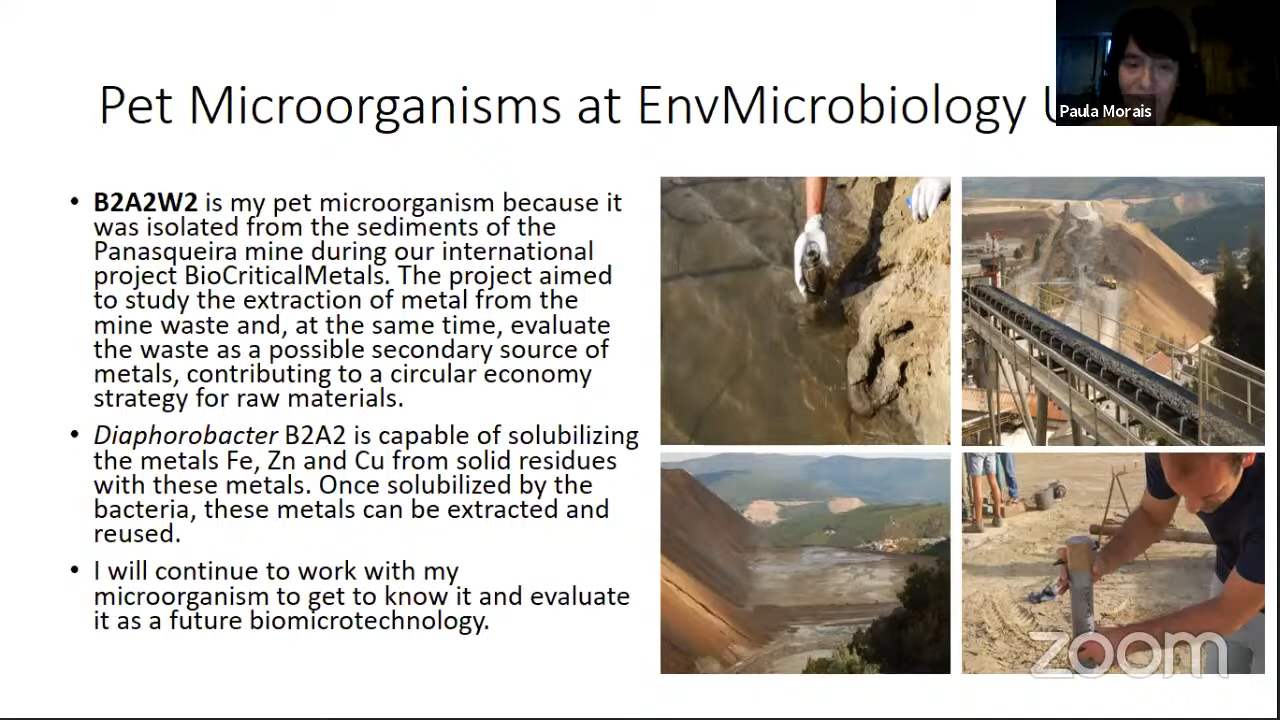 Pet Microorganisms at EnvMicrobiology
Paula Morais
• B2A2W2 is my pet microorganism because it
was isolated from the sediments of the
Panasqueira mine during our international
project BioCriticalMetals. The project aimed
to study the extraction of metal from the
mine waste and, at the same time, evaluate
the waste as a possible secondary source of
metals, contributing to a circular economy
strategy for raw materials.
• Diaphorobacter B2A2 is capable of solubilizing
the metals Fe, Zn and Cu from solid residues
with these metals. Once solubilized by the
bacteria, these metals can be extracted and
reused.
• I will continue to work with my
microorganism to get to know it and evaluate
it as a future biomicrotechnology.
zoom